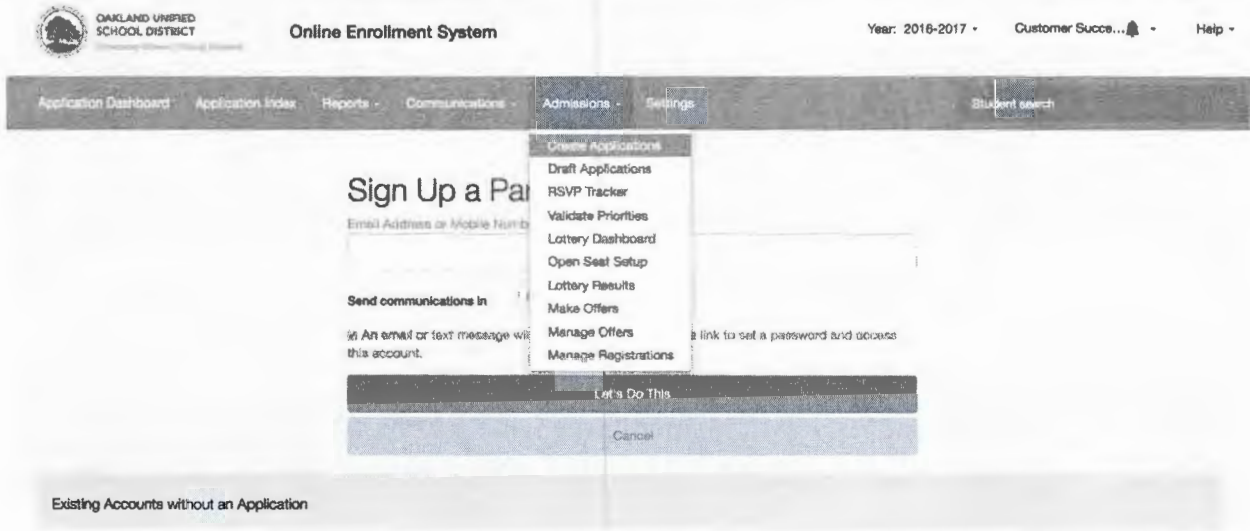 OAKLAND UNIFIED
SCHOOL DISTRICT
Online Enrollment System
Year: 2016-2017
Customer Succe...
Help
Application Dashboard Application Index Reports Communications Admissions Settings Student search
Create Applications
Draft Applications
RSVP Tracker
Validate Priorities
Lottery Dashboard
Open Seat Setup
Lottery Results
Make Offers
Manage Offers
Manage Registrations
Sign Up a Par
Email Address or Mobile Numb
Send communications in
An email or text message wil
link to set a password and access
this account.
Let's Do This
Cancel
Existing Accounts without an Application